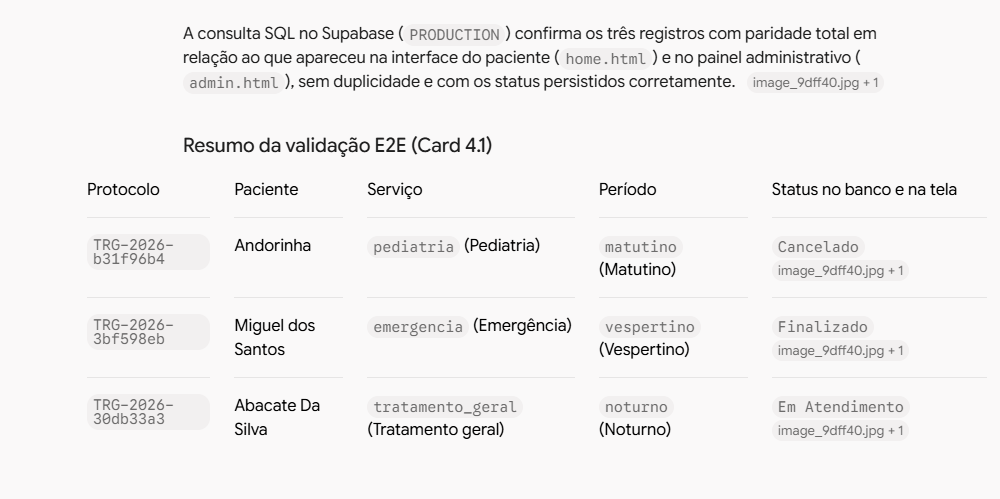 A consulta SQL no Supabase ( PRODUCTION ) confirma os três registros com paridade total em
relação ao que apareceu na interface do paciente ( home.html ) e no painel administrativo (
admin.html ), sem duplicidade e com os status persistidos corretamente. image_9dff40.jpg + 1
Resumo da validação E2E (Card 4.1)
Protocolo Paciente Serviço Período Status no banco e na tela
TRG-2026-
b31f96b4
Andorinha
pediatria (Pediatria)
matutino
(Matutino)
Cancelado
image_9dff40.jpg + 1
TRG-2026-
3bf598eb
Miguel dos
Santos
emergencia (Emergência)
vespertino
(Vespertino)
Finalizado
image_9dff40.jpg + 1
TRG-2026-
30db33a3
Abacate Da
Silva
tratamento_geral
(Tratamento geral)
noturno
(Noturno)
Em Atendimento
image_9dff40.jpg + 1